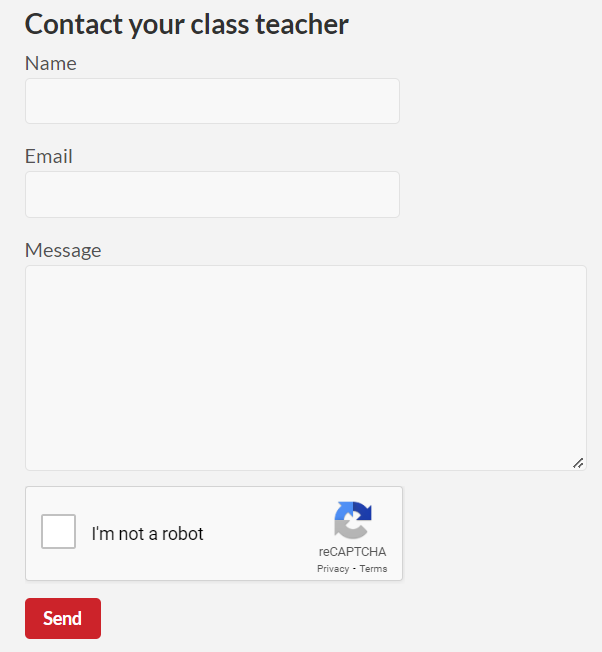 Contact your class teacher
Name
Email
Message
I'm not a robot
reCAPTCHA
Privacy - Terms
Send